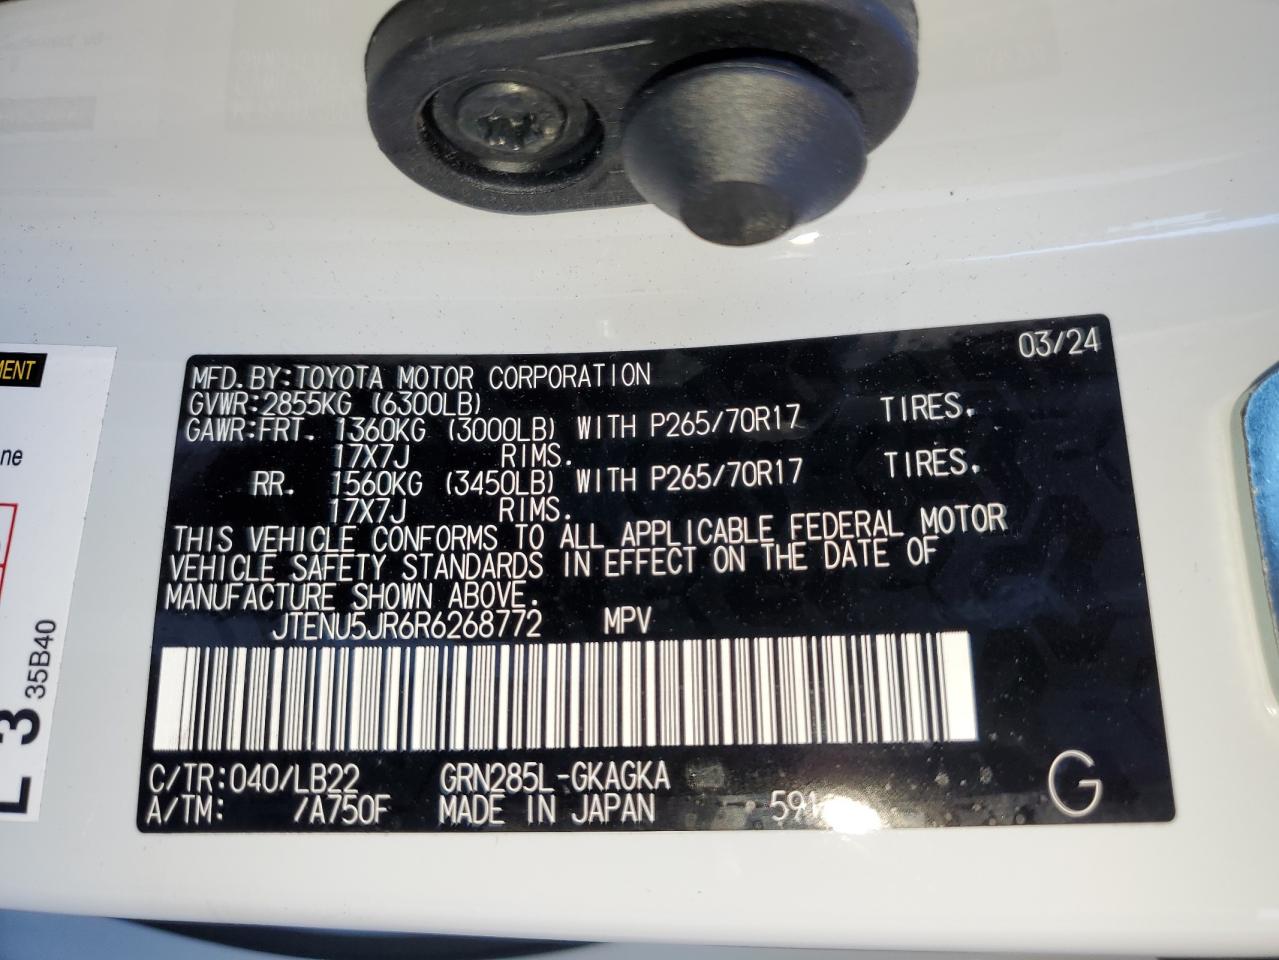 03/24
MFD. BY: TOYOTA MOTOR CORPORATION
GVWR: 2855KG (6300LB)
GAWR: FRT. 1360KG (3000LB) WITH P265/70R17 TIRES,
17X7J RIMS.
RR. 1560KG (3450LB) WITH P265/70R17 TIRES,
17X7J RIMS.
THIS VEHICLE CONFORMS TO ALL APPLICABLE FEDERAL MOTOR
VEHICLE SAFETY STANDARDS IN EFFECT ON THE DATE OF
MANUFACTURE SHOWN ABOVE.
JTENU5JR6R6268772 MPV
C/TR: 040/LB22 GRN285L-GKAGKA
A/TM: /A750F MADE IN JAPAN
G
3
35B40